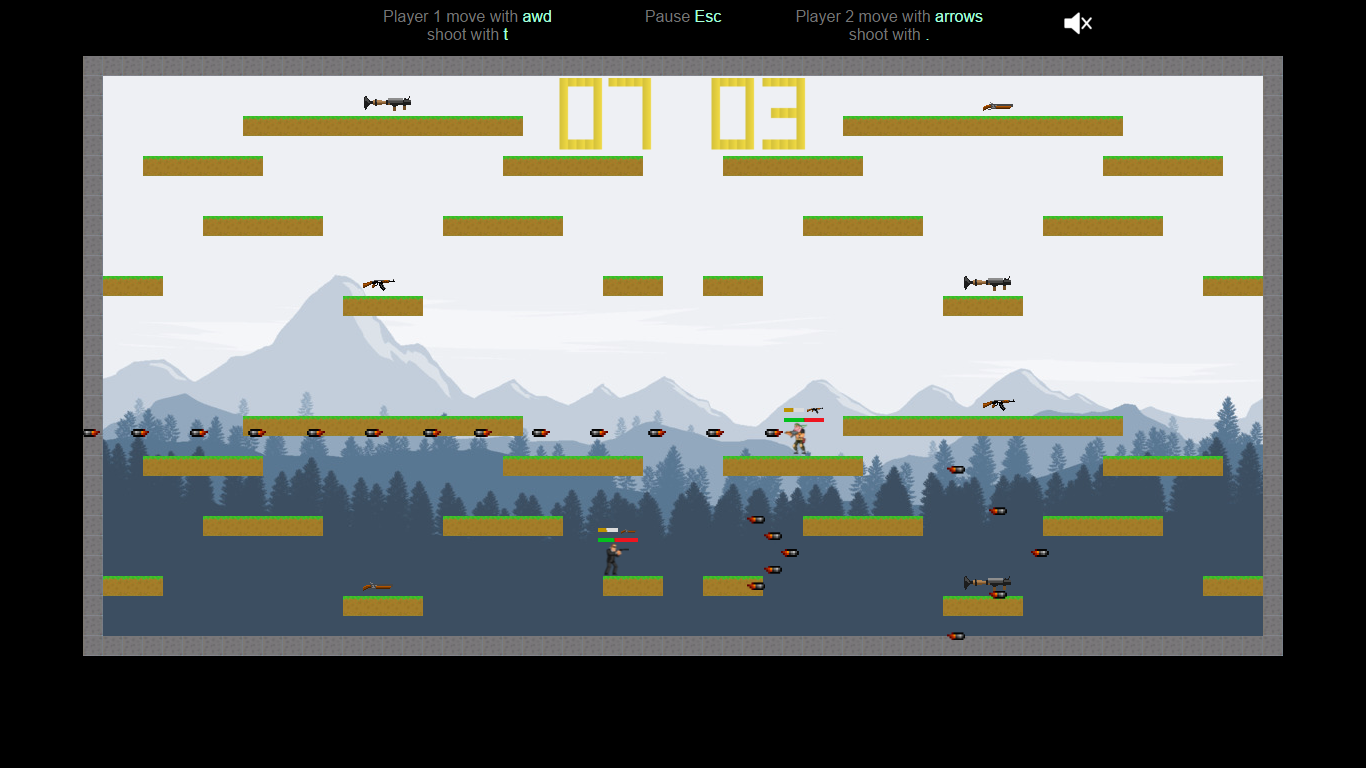 Player 1 move with awd
shoot with t
Pause Esc
Player 2 move with arrows
shoot with .
07 03